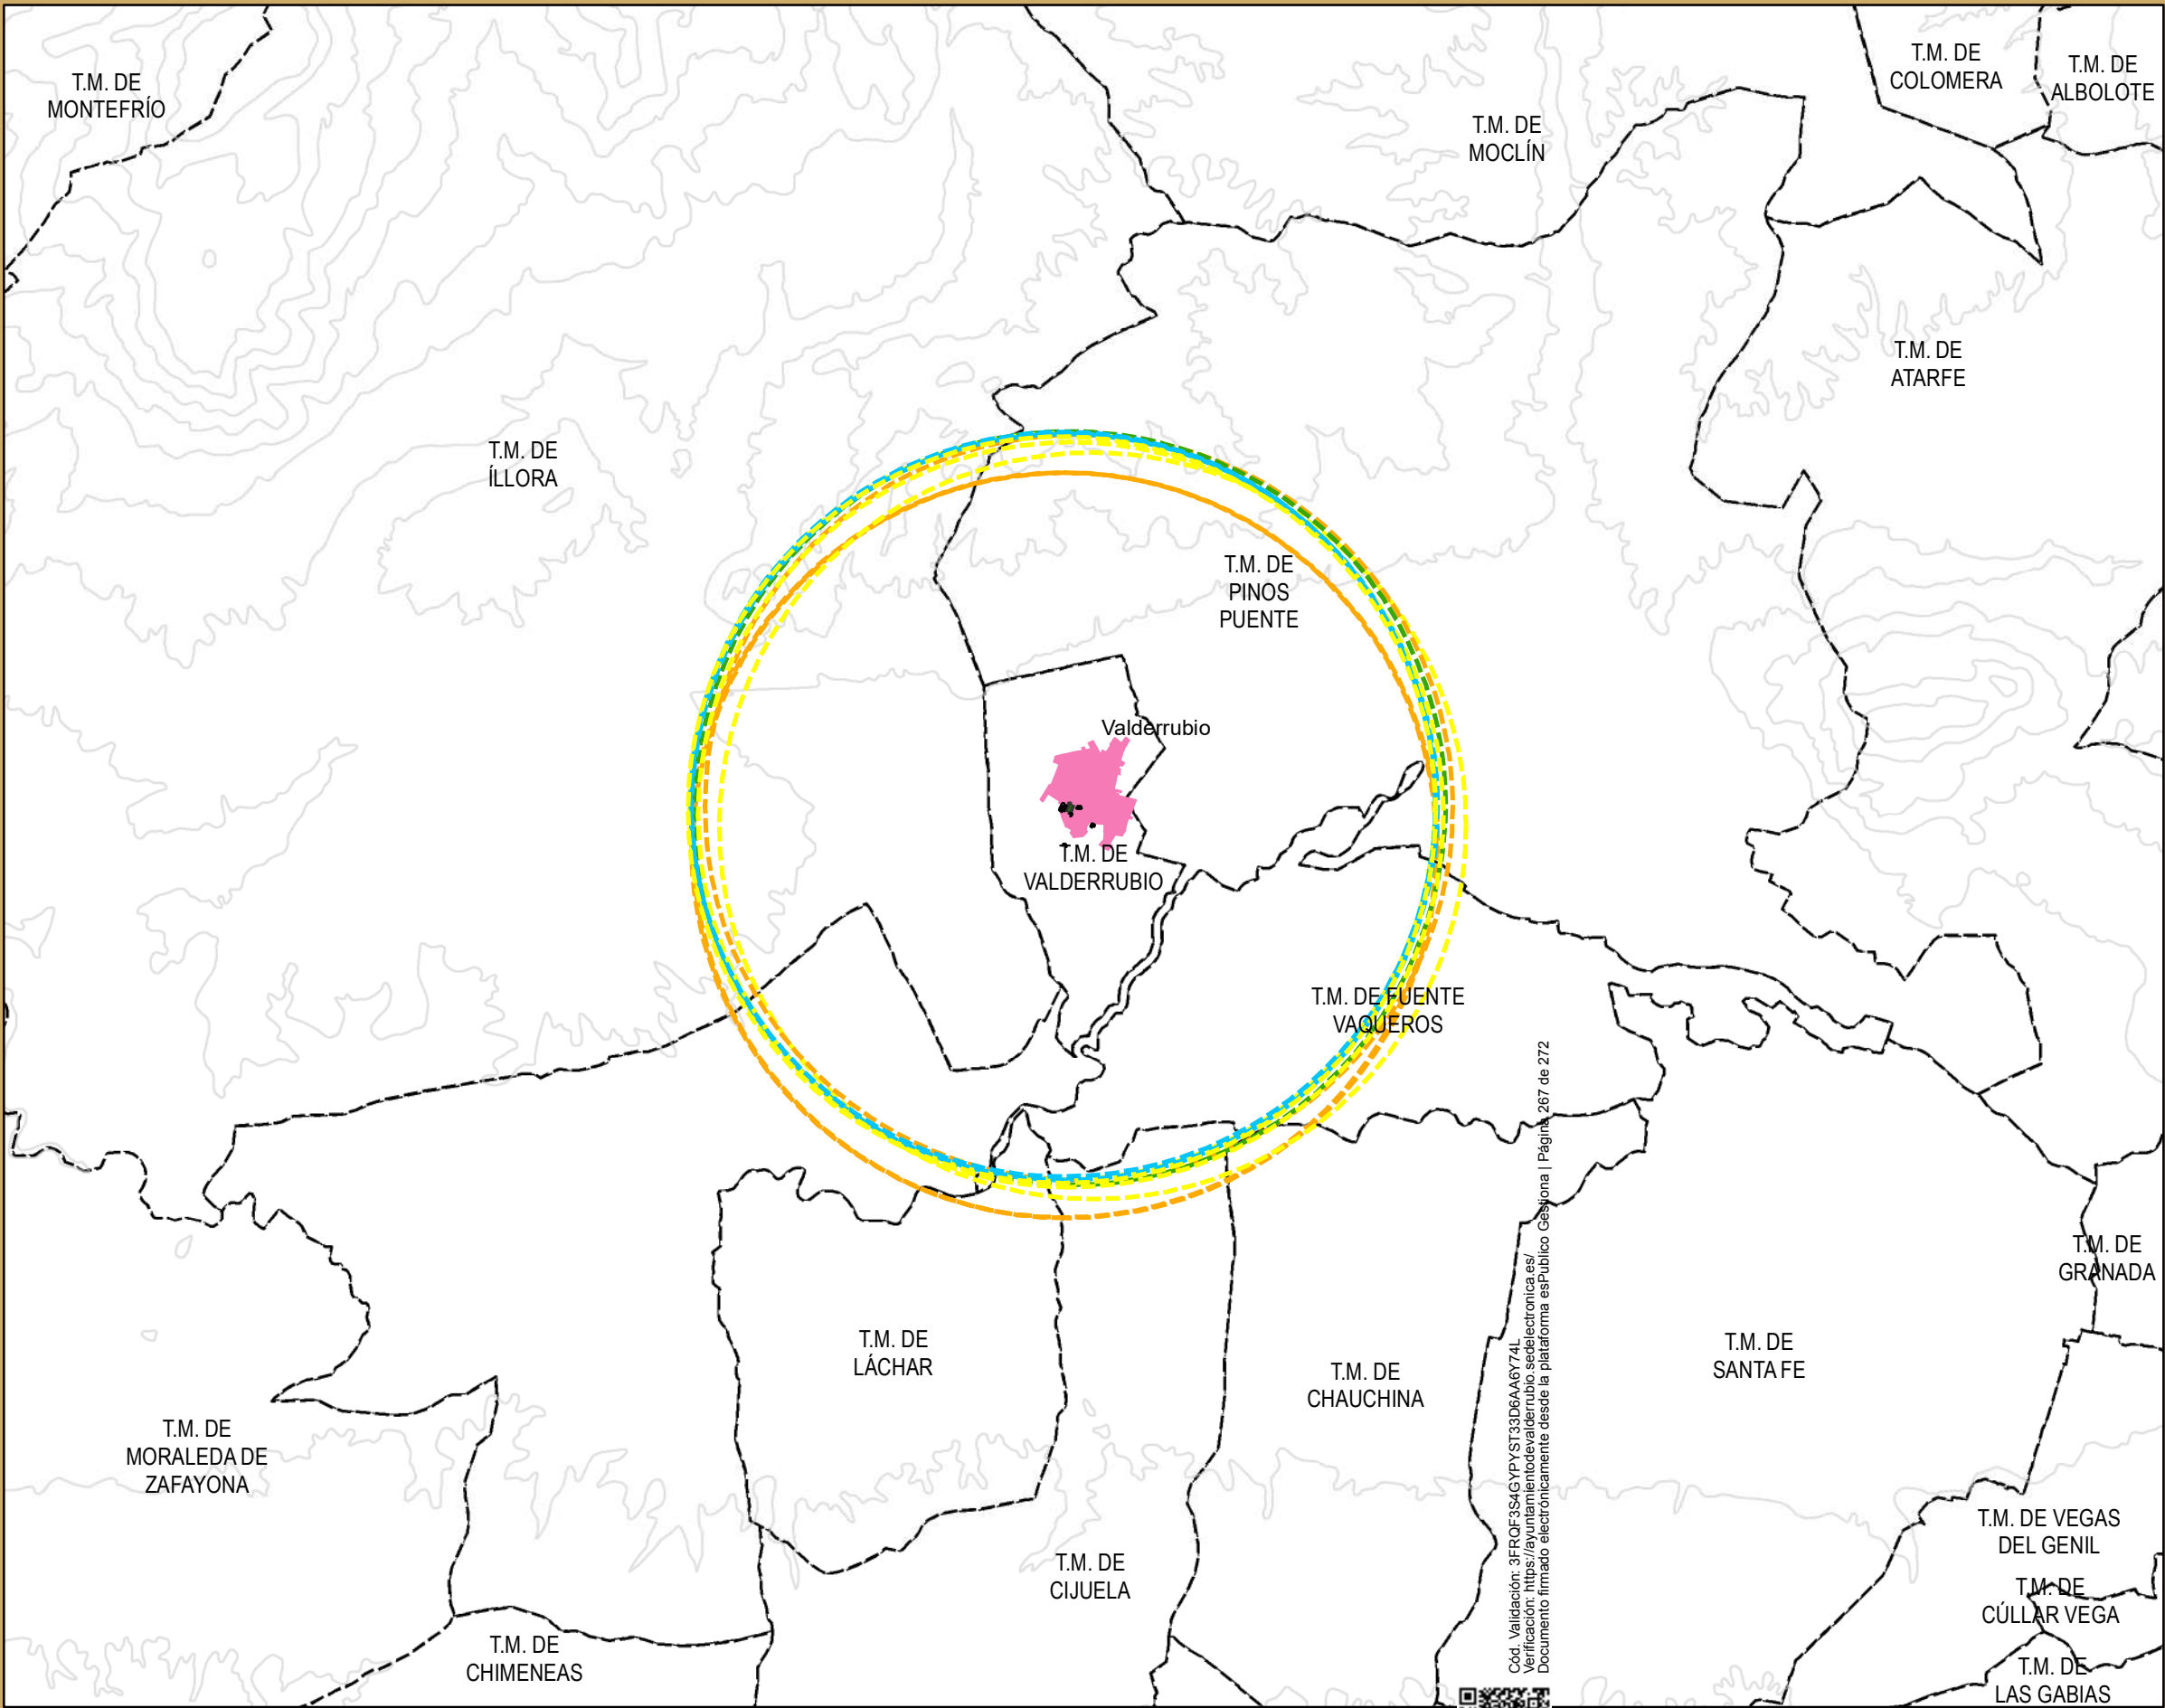 T.M. DE
MONTEFRÍO
T.M. DE
COLOMERA
T.M. DE
ALBOLOTE
T.M. DE
MOCLÍN
T.M. DE
ATARFE
T.M. DE
ÍLLORA
T.M. DE
PINOS
PUENTE
Valderrubio
T.M. DE
VALDERRUBIO
T.M. DE FUENTE
VAQUEROS
T.M. DE
GRANADA
T.M. DE
LÁCHAR
T.M. DE
CHAUCHINA
T.M. DE
SANTA FE
T.M. DE
MORALEDA DE
ZAFAYONA
T.M. DE VEGAS
DEL GENIL
T.M. DE
CIJUELA
T.M. DE
CÚLLAR VEGA
T.M. DE
CHIMENEAS
T.M. DE
LAS GABIAS
Cód. Validación: 3FRQF3S4GYPYST33D6AA6Y74L
Verificación: https://ayuntamientodevalderrubio.sedelectronica.es/
Documento firmado electrónicamente desde la plataforma esPublico Gestiona | Página 267 de 272